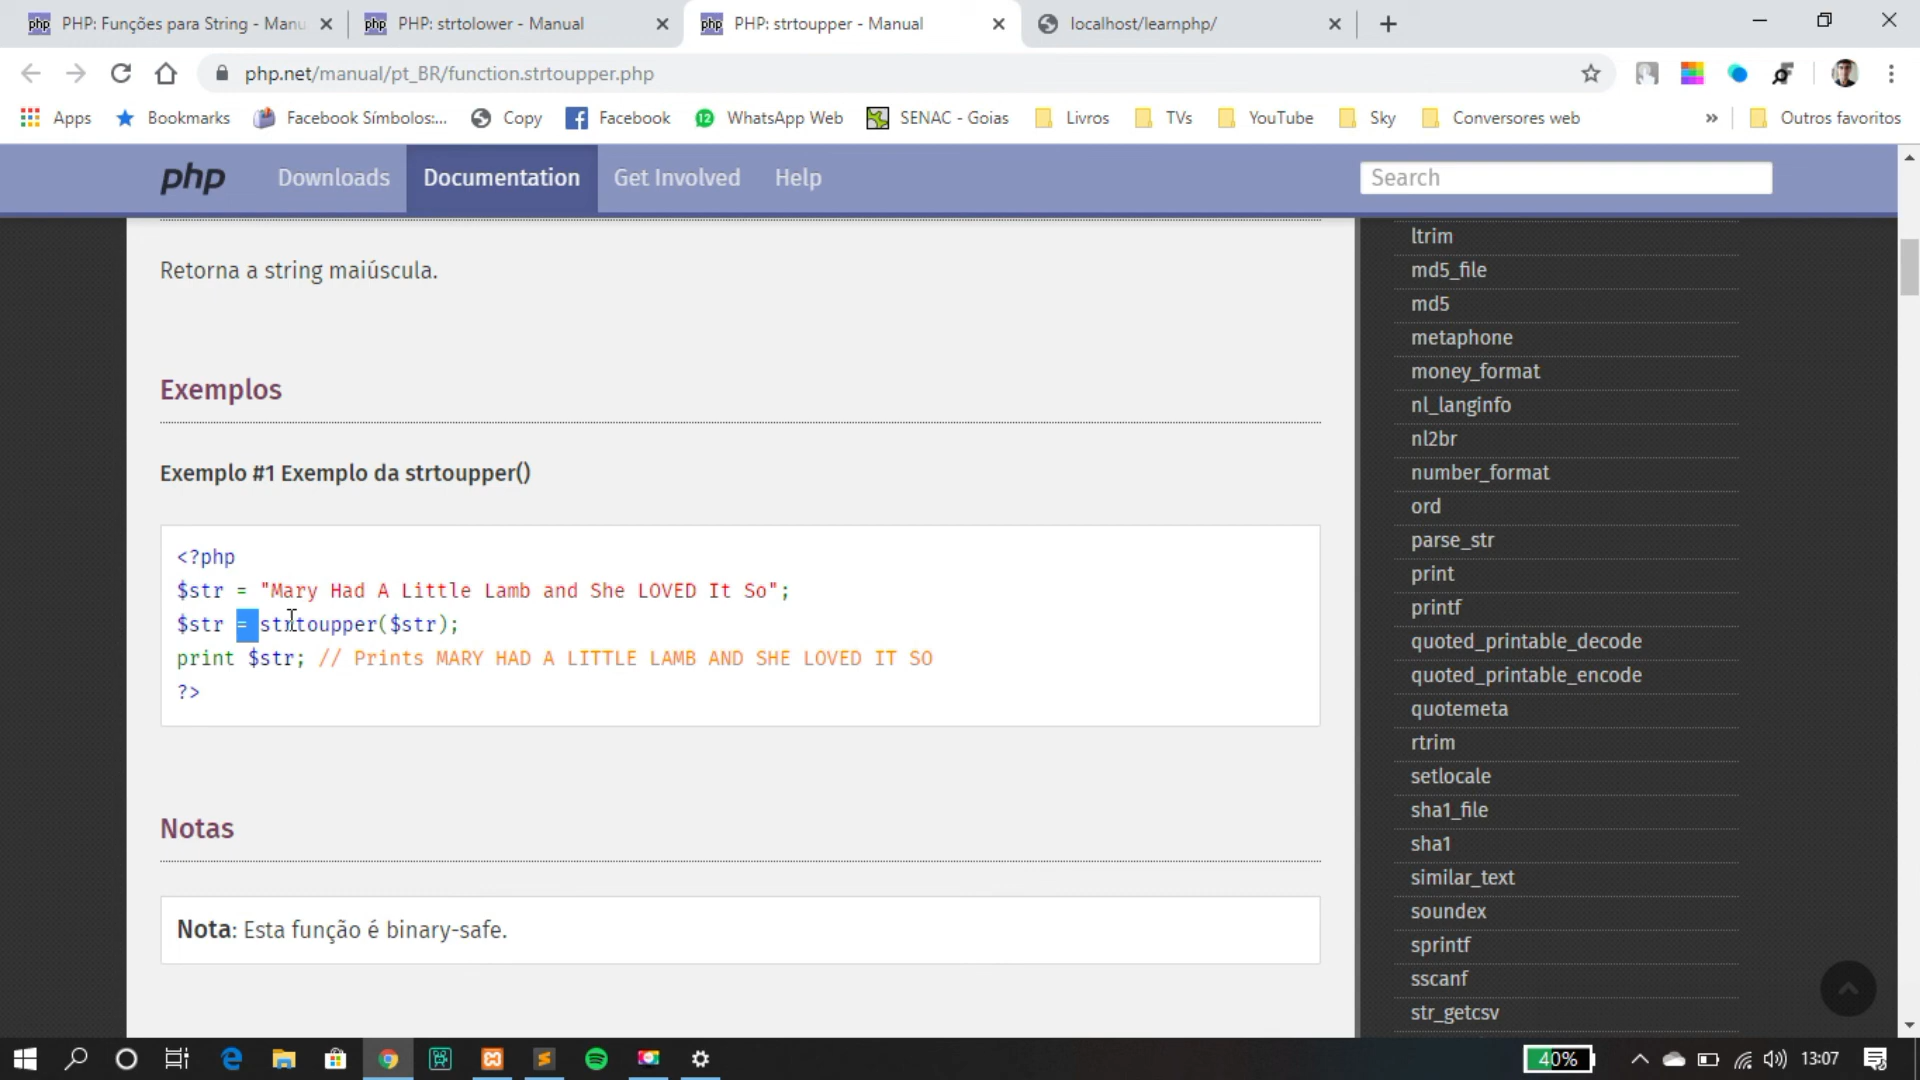 PHP: Funções para String - Manu
PHP: strtolower - Manual
PHP: strtoupper - Manual
localhost/learnphp/
php.net/manual/pt_BR/function.strtoupper.php
Apps
Bookmarks
Facebook Símbolos:...
Copy
Facebook
12
WhatsApp Web
SENAC - Goias
Livros
TVs
YouTube
Sky
Conversores web
»
Outros favoritos
php
Downloads
Documentation
Get Involved
Help
Search
Retorna a string maiúscula.
Exemplos
Exemplo #1 Exemplo da strtoupper()
<?php
$str = "Mary Had A Little Lamb and She LOVED It So";
$str = strtoupper($str);
print $str; // Prints MARY HAD A LITTLE LAMB AND SHE LOVED IT SO
?>
Notas
Nota: Esta função é binary-safe.
ltrim
md5_file
md5
metaphone
money_format
nl_langinfo
nl2br
number_format
ord
parse_str
print
printf
quoted_printable_decode
quoted_printable_encode
quotemeta
rtrim
setlocale
sha1_file
sha1
similar_text
soundex
sprintf
sscanf
str_getcsv
40%
13:07